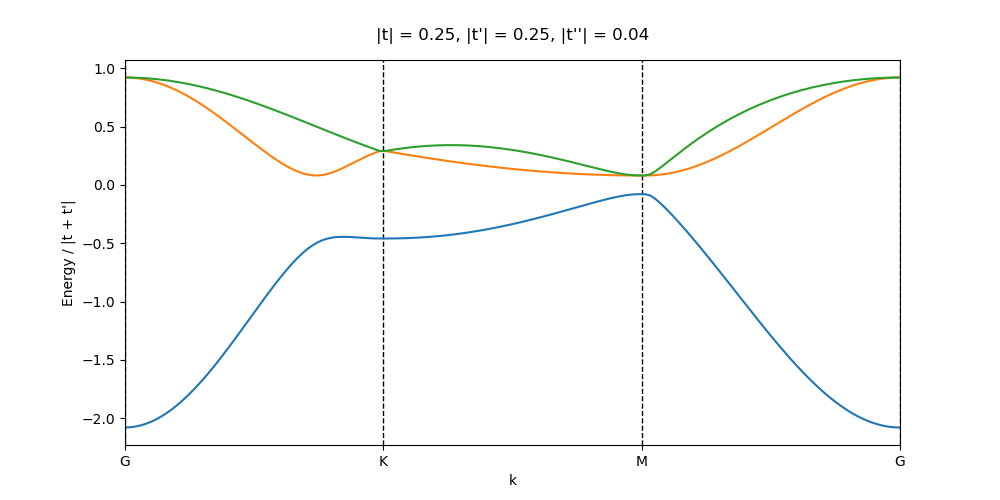 |t| = 0.25, |t'| = 0.25, |t''| = 0.04
Energy / |t + t'|
1.0
0.5
0.0
−0.5
−1.0
−1.5
−2.0
G K M G
k